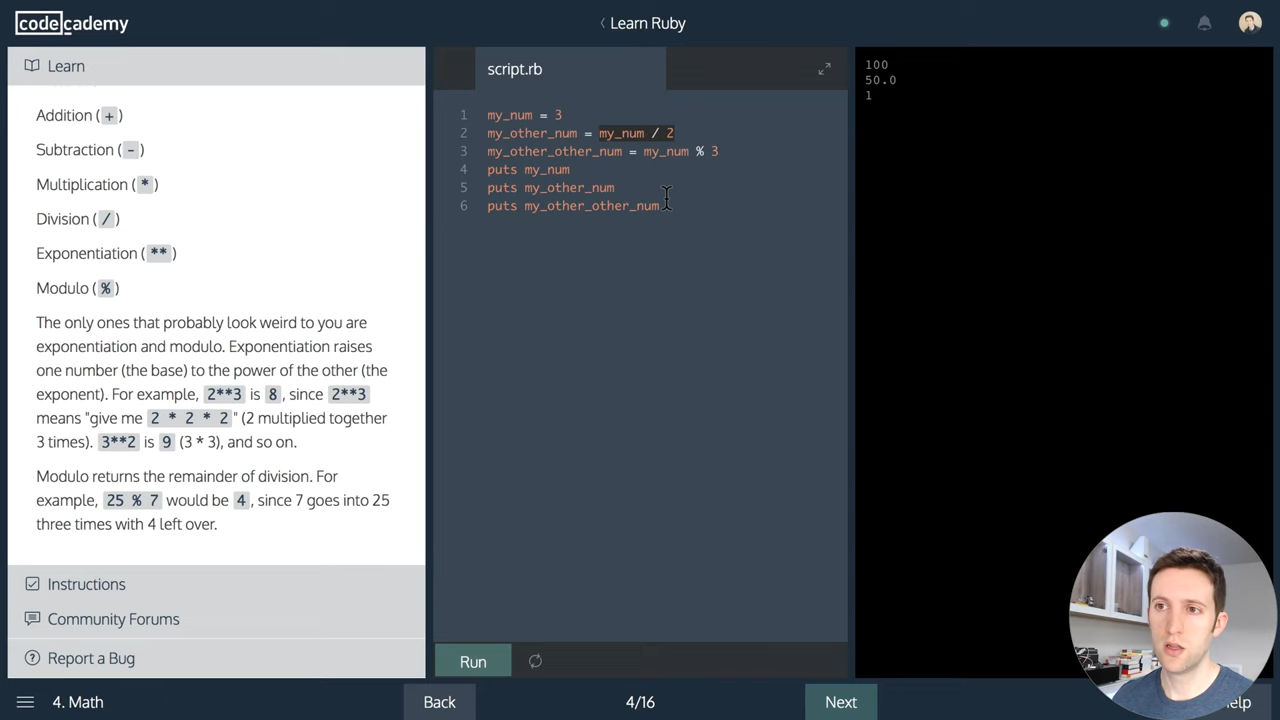 codecademy
Learn Ruby
Learn
Addition (+)
Subtraction (-)
Multiplication (*)
Division (/)
Exponentiation (**)
Modulo (%)
The only ones that probably look weird to you are
exponentiation and modulo. Exponentiation raises
one number (the base) to the power of the other (the
exponent). For example, 2**3 is 8, since 2**3
means "give me 2 * 2 * 2" (2 multiplied together
3 times). 3**2 is 9 (3 * 3), and so on.
Modulo returns the remainder of division. For
example, 25 % 7 would be 4, since 7 goes into 25
three times with 4 left over.
Instructions
Community Forums
Report a Bug
script.rb
1 my_num = 3
2 my_other_num = my_num / 2
3 my_other_other_num = my_num % 3
4 puts my_num
5 puts my_other_num
6 puts my_other_other_num
Run
100
50.0
1
4. Math
Back
4/16
Next